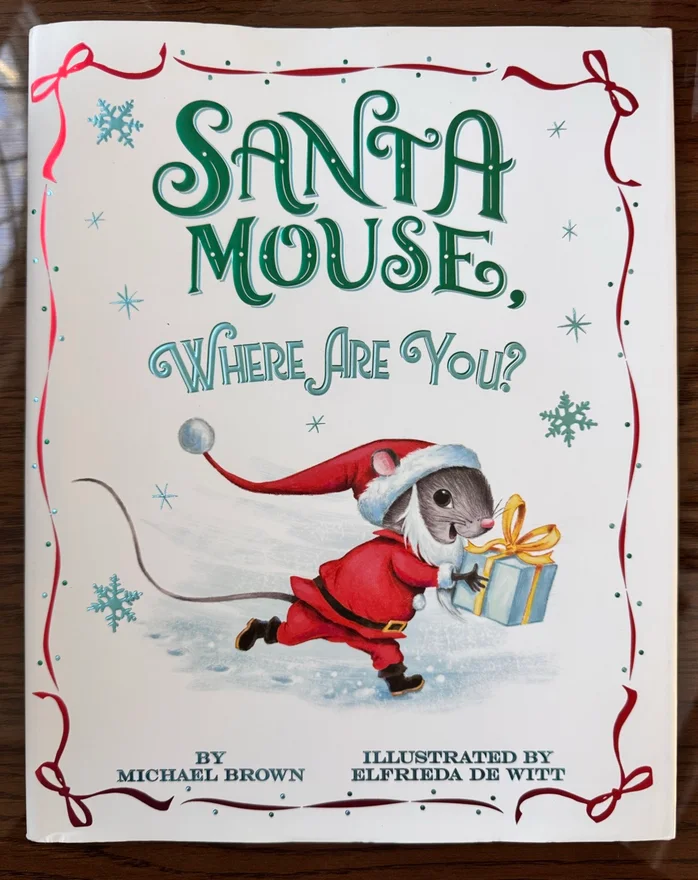 SANTA
MOUSE,
WHERE ARE YOU?
BY
MICHAEL BROWN
ILLUSTRATED BY
ELFRIEDA DE WITT